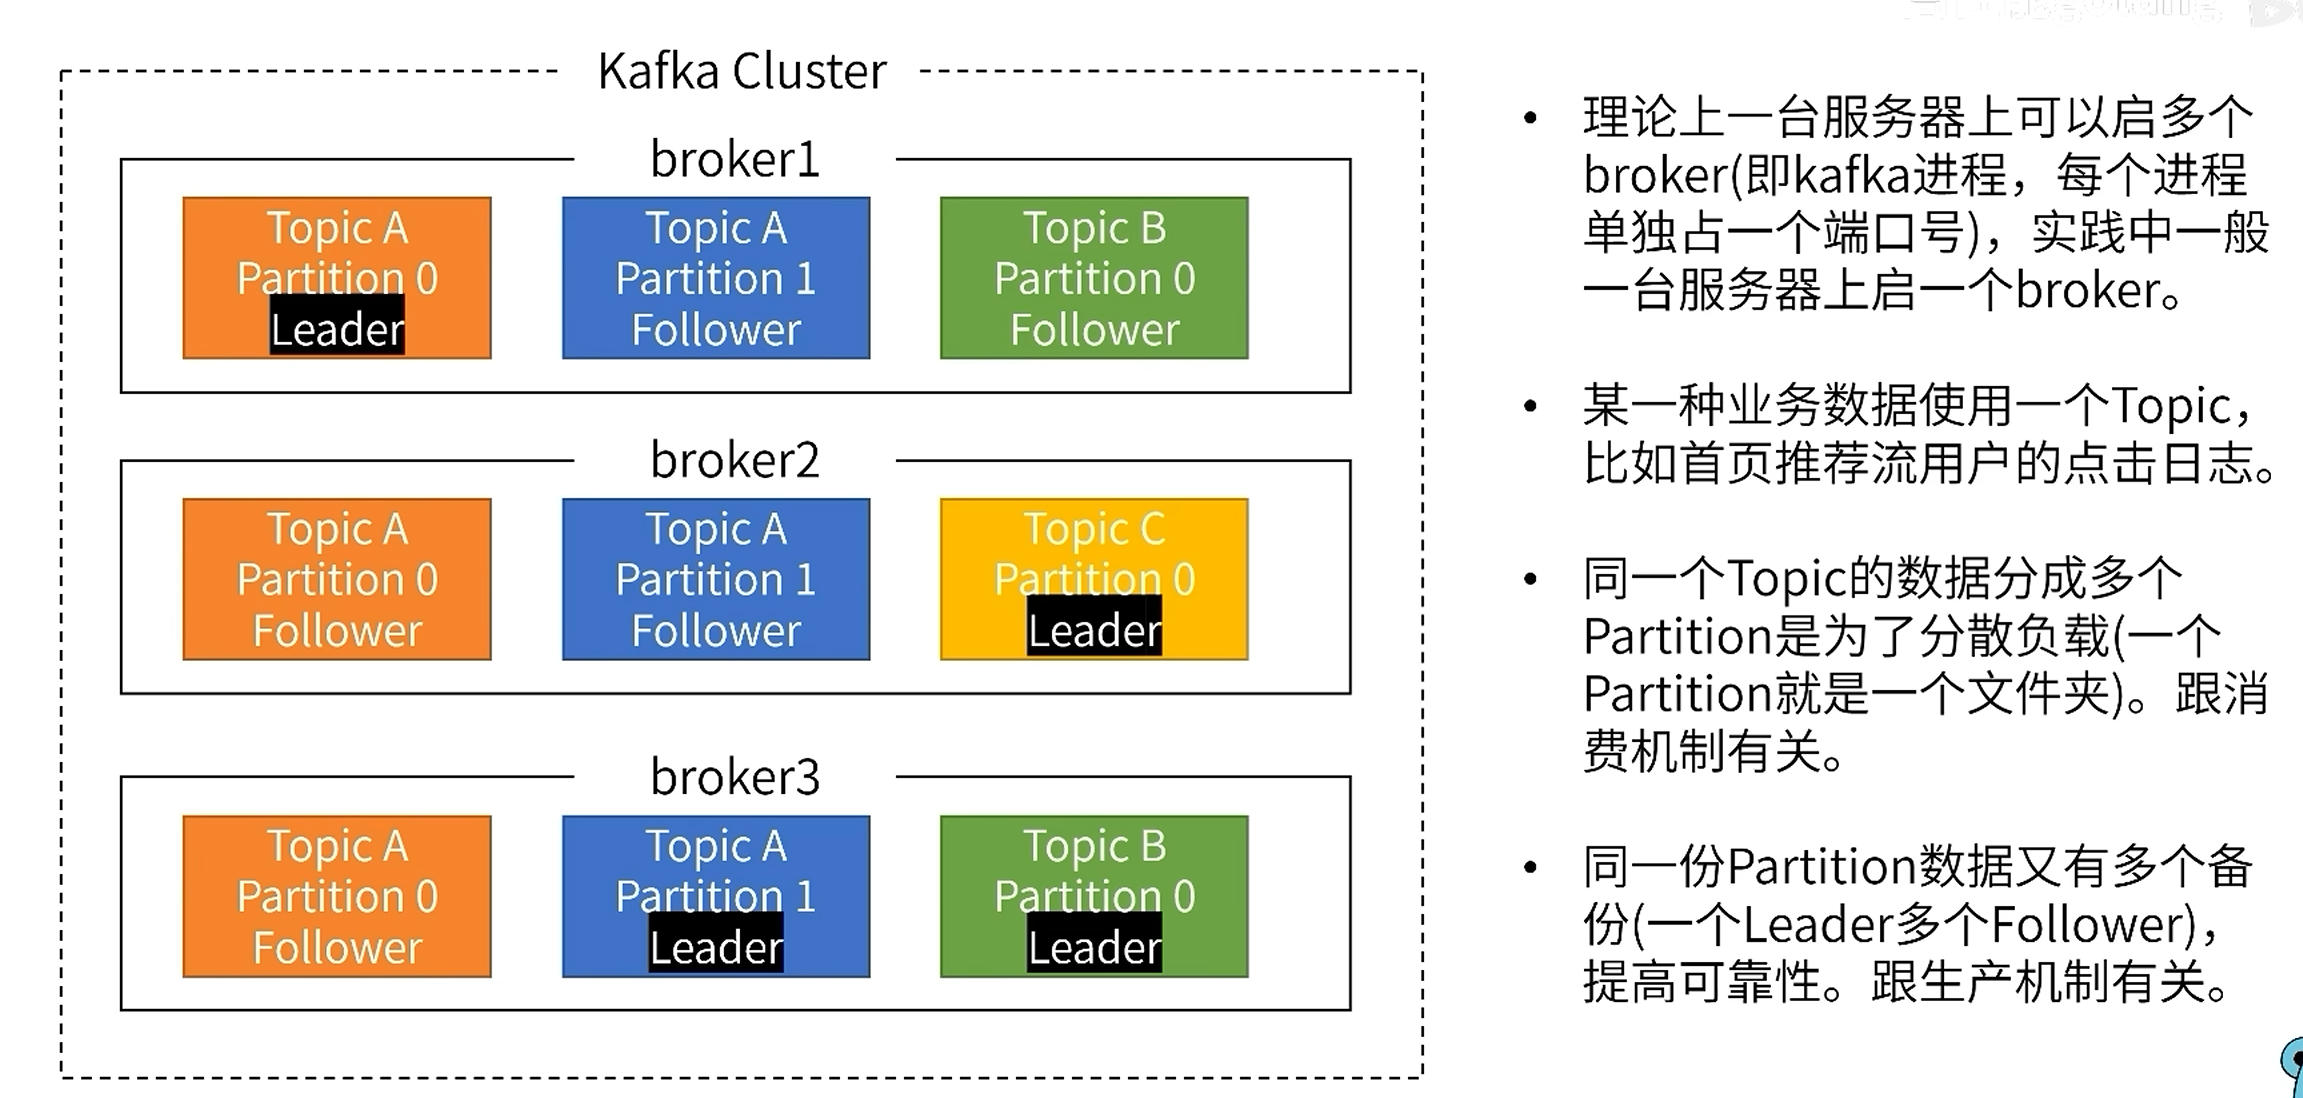 Kafka Cluster
broker1
Topic A
Partition 0
Leader
Topic A
Partition 1
Follower
Topic B
Partition 0
Follower
broker2
Topic A
Partition 0
Follower
Topic A
Partition 1
Follower
Topic C
Partition 0
Leader
broker3
Topic A
Partition 0
Follower
Topic A
Partition 1
Leader
Topic B
Partition 0
Leader
• 理论上一台服务器上可以启多个
broker(即kafka进程，每个进程
单独占一个端口号)，实践中一般
一台服务器上启一个broker。
• 某一种业务数据使用一个Topic，
比如首页推荐流用户的点击日志。
• 同一个Topic的数据分成多个
Partition是为了分散负载(一个
Partition就是一个文件夹)。跟消
费机制有关。
• 同一份Partition数据又有多个备
份(一个Leader多个Follower)，
提高可靠性。跟生产机制有关。